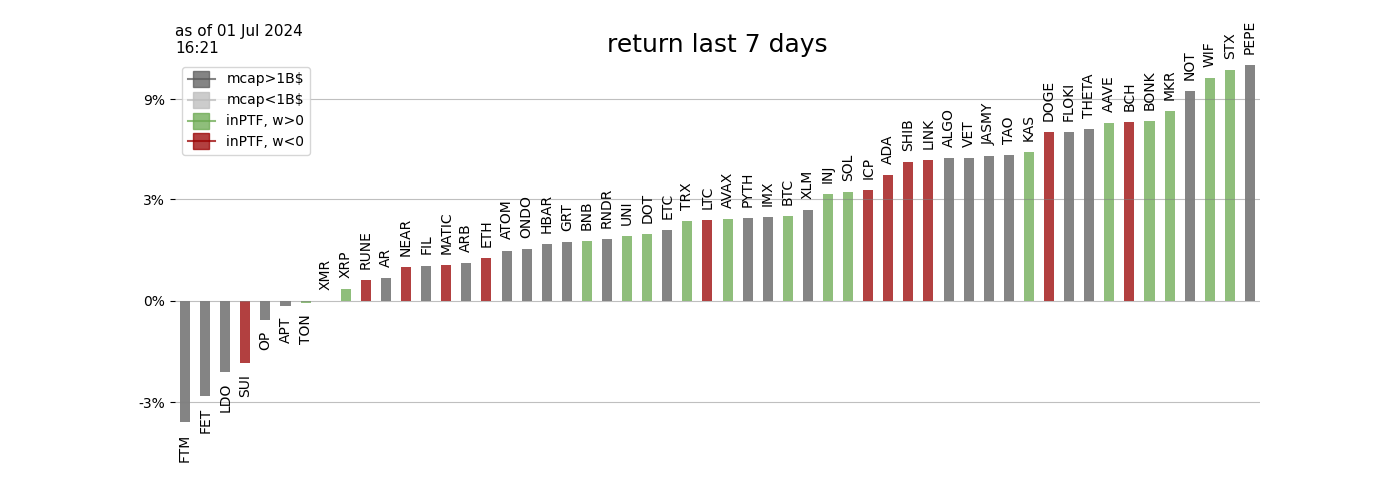 as of 01 Jul 2024
16:21
return last 7 days
mcap>1B$
mcap<1B$
inPTF, w>0
inPTF, w<0
9%
3%
0%
-3%
FTM
FET
LDO
SUI
OP
APT
TON
XMR
XRP
RUNE
AR
NEAR
FIL
MATIC
ARB
ETH
ATOM
ONDO
HBAR
GRT
BNB
RNDR
UNI
DOT
ETC
TRX
LTC
AVAX
PYTH
IMX
BTC
XLM
INJ
SOL
ICP
ADA
SHIB
LINK
ALGO
VET
JASMY
TAO
KAS
DOGE
FLOKI
THETA
AAVE
BCH
BONK
MKR
NOT
WIF
STX
PEPE